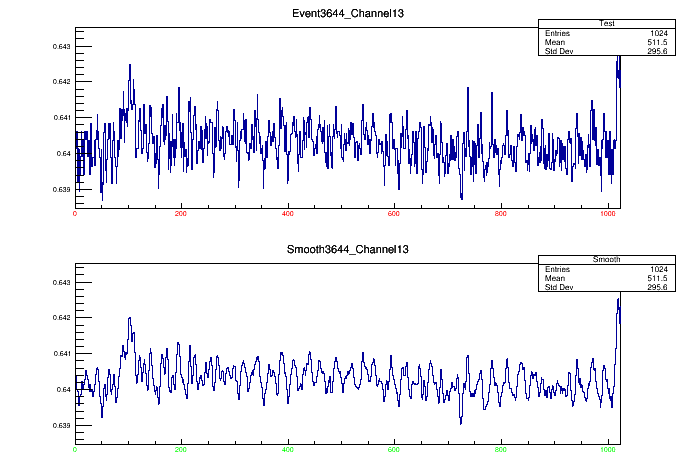 Event3644_Channel13
Test
Entries 1024
Mean 511.5
Std Dev 295.6
0.643
0.642
0.641
0.64
0.639
0 200 400 600 800 1000
Smooth3644_Channel13
Smooth
Entries 1024
Mean 511.5
Std Dev 295.6
0.643
0.642
0.641
0.64
0.639
0 200 400 600 800 1000